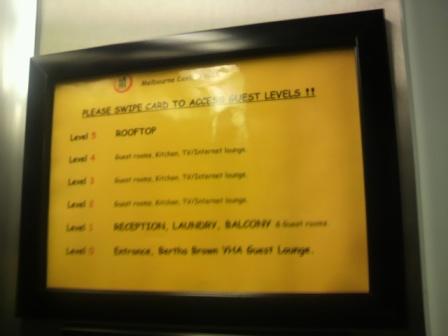 Melbourne Central YHA
PLEASE SWIPE CARD TO ACCESS GUEST LEVELS !!
Level 5 ROOFTOP
Level 4 Guest rooms, Kitchen, TV/Internet lounge.
Level 3 Guest rooms, Kitchen, TV/Internet lounge.
Level 2 Guest rooms, Kitchen, TV/Internet lounge.
Level 1 RECEPTION, LAUNDRY, BALCONY & Guest rooms
Level 0 Entrance, Bertha Brown YHA Guest Lounge.